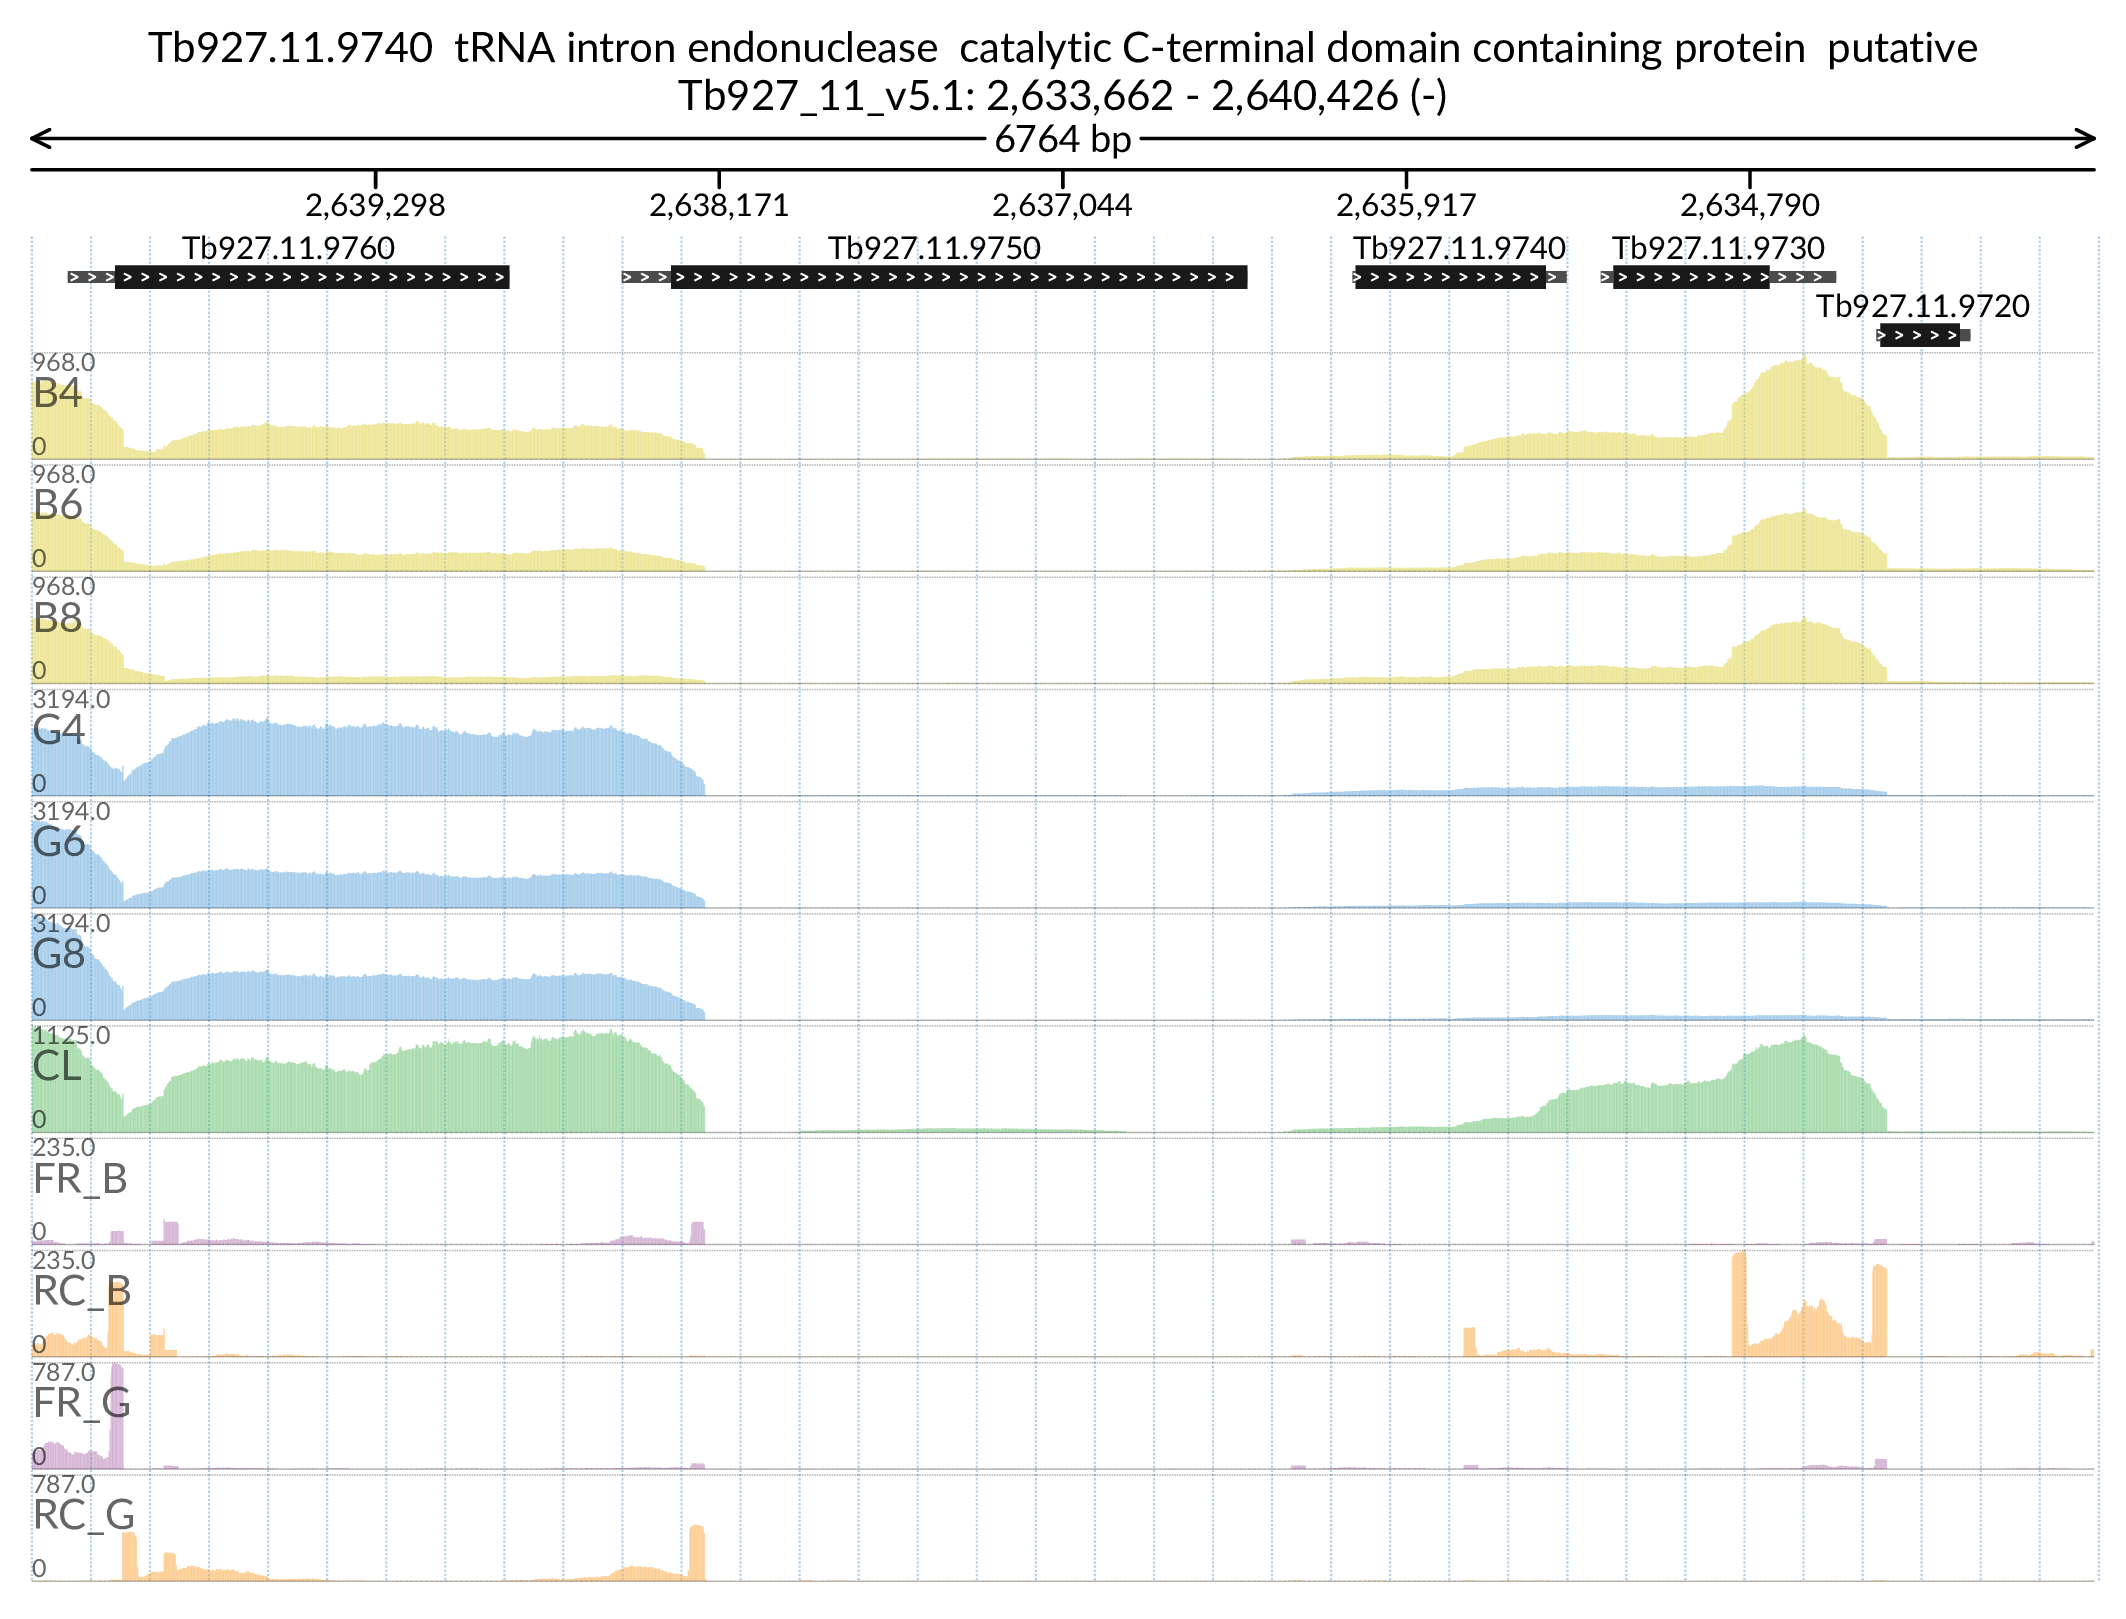 Tb927.11.9740  tRNA intron endonuclease  catalytic C-terminal domain containing protein  putative
Tb927_11_v5.1: 2,633,662 - 2,640,426 (-)
6764 bp
2,639,298 2,638,171 2,637,044 2,635,917 2,634,790
Tb927.11.9760 Tb927.11.9750 Tb927.11.9740 Tb927.11.9730
Tb927.11.9720
968.0
B4
0
968.0
B6
0
968.0
B8
0
3194.0
G4
0
3194.0
G6
0
3194.0
G8
0
1125.0
CL
0
235.0
FR_B
0
235.0
RC_B
0
787.0
FR_G
0
787.0
RC_G
0